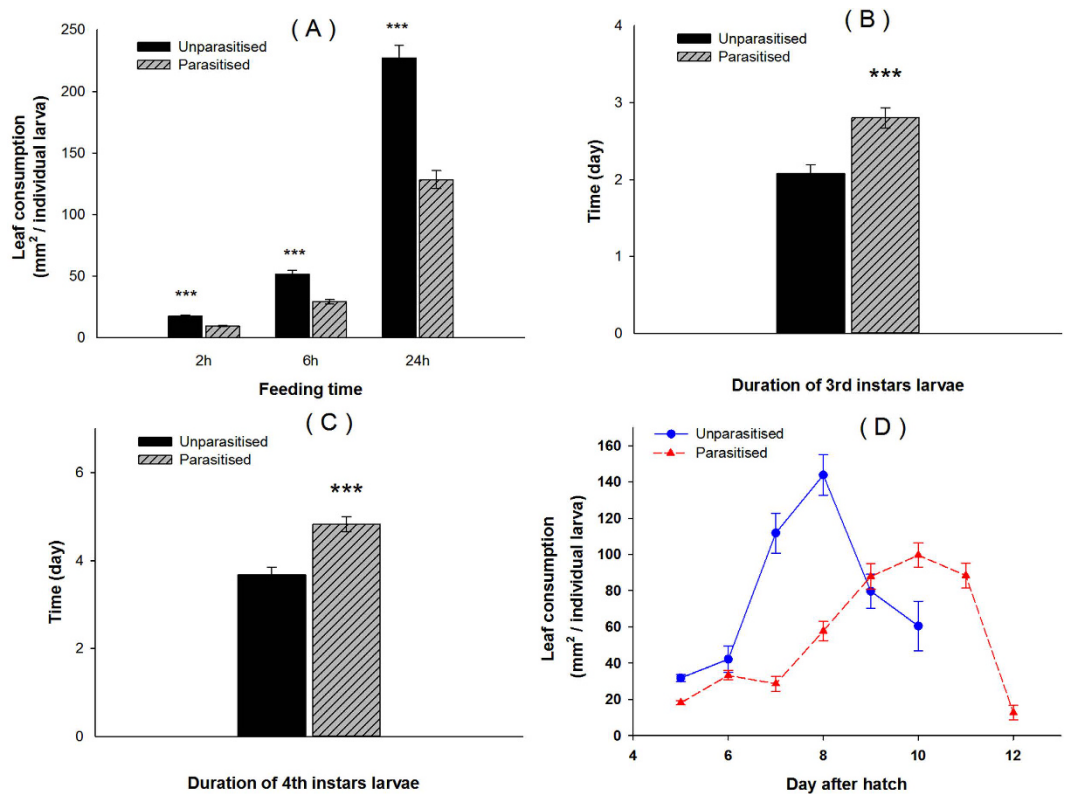 ( A )
Unparasitised
Parasitised
***
***
***
250
200
150
100
50
0
Leaf consumption
(mm² / individual larva)
2h 6h 24h
Feeding time
( B )
Unparasitised
Parasitised
***
4
3
2
1
0
Time (day)
Duration of 3rd instars larvae
( C )
Unparasitised
Parasitised
***
6
4
2
0
Time (day)
Duration of 4th instars larvae
( D )
Unparasitised
Parasitised
160
140
120
100
80
60
40
20
0
Leaf consumption
(mm² / individual larva)
4 6 8 10 12
Day after hatch